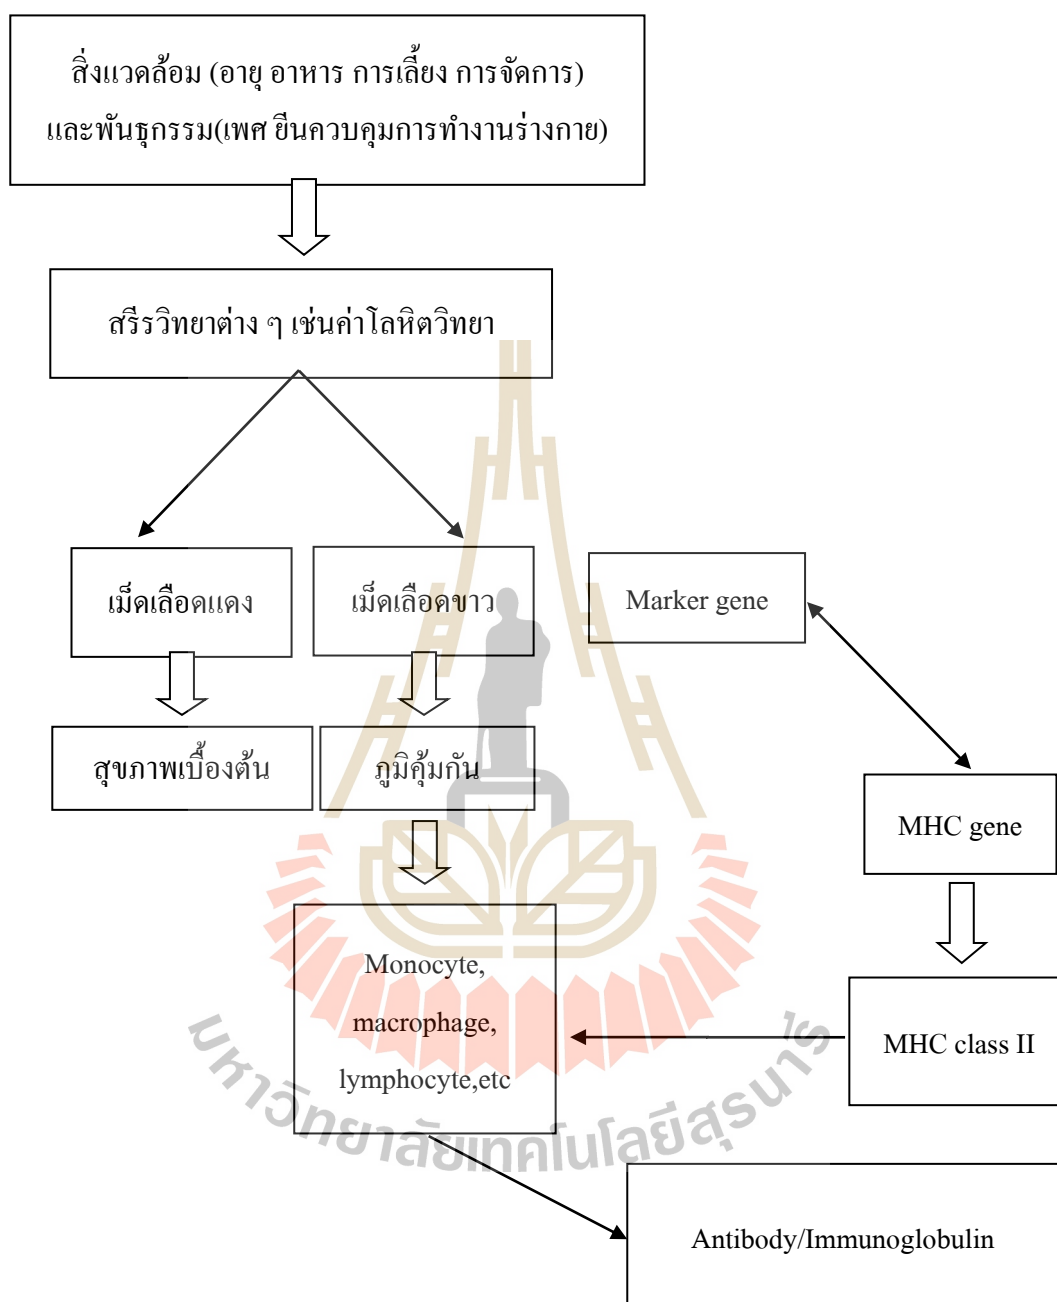 สิ่งแวดล้อม (อายุ อาหาร การเลี้ยง การจัดการ)
และพันธุกรรม(เพศ ยีนควบคุมการทำงานร่างกาย)
สรีรวิทยาต่าง ๆ เช่นค่าโลหิตวิทยา
เม็ดเลือดแดง
เม็ดเลือดขาว
Marker gene
สุขภาพเบื้องต้น
ภูมิคุ้มกัน
MHC gene
Monocyte,
macrophage,
lymphocyte,etc
MHC class II
มหาวิทยาลัยเทคโนโลยีสุรนารี
Antibody/Immunoglobulin